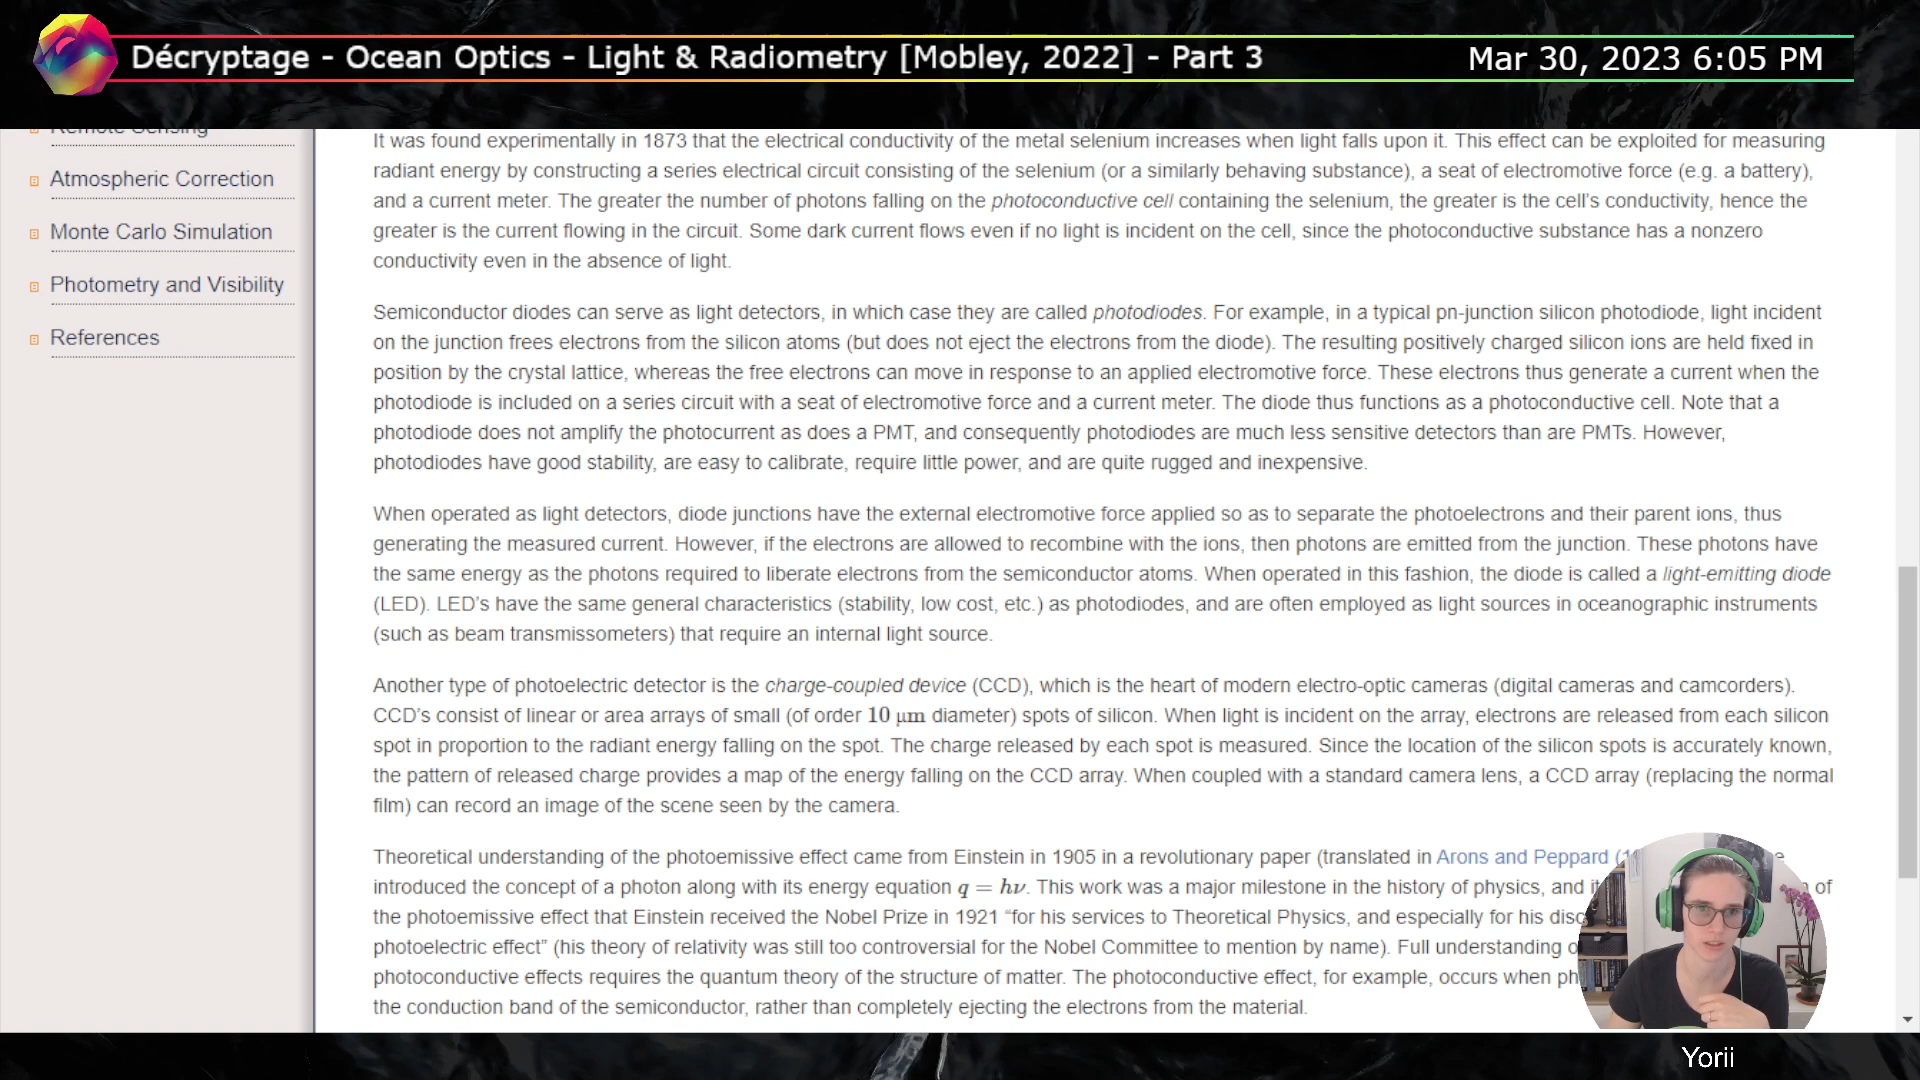 Décryptage - Ocean Optics - Light & Radiometry [Mobley, 2022] - Part 3
Mar 30, 2023 6:05 PM
Remote Sensing
Atmospheric Correction
Monte Carlo Simulation
Photometry and Visibility
References
It was found experimentally in 1873 that the electrical conductivity of the metal selenium increases when light falls upon it. This effect can be exploited for measuring
radiant energy by constructing a series electrical circuit consisting of the selenium (or a similarly behaving substance), a seat of electromotive force (e.g. a battery),
and a current meter. The greater the number of photons falling on the photoconductive cell containing the selenium, the greater is the cell's conductivity, hence the
greater is the current flowing in the circuit. Some dark current flows even if no light is incident on the cell, since the photoconductive substance has a nonzero
conductivity even in the absence of light.
Semiconductor diodes can serve as light detectors, in which case they are called photodiodes. For example, in a typical pn-junction silicon photodiode, light incident
on the junction frees electrons from the silicon atoms (but does not eject the electrons from the diode). The resulting positively charged silicon ions are held fixed in
position by the crystal lattice, whereas the free electrons can move in response to an applied electromotive force. These electrons thus generate a current when the
photodiode is included on a series circuit with a seat of electromotive force and a current meter. The diode thus functions as a photoconductive cell. Note that a
photodiode does not amplify the photocurrent as does a PMT, and consequently photodiodes are much less sensitive detectors than are PMTs. However,
photodiodes have good stability, are easy to calibrate, require little power, and are quite rugged and inexpensive.
When operated as light detectors, diode junctions have the external electromotive force applied so as to separate the photoelectrons and their parent ions, thus
generating the measured current. However, if the electrons are allowed to recombine with the ions, then photons are emitted from the junction. These photons have
the same energy as the photons required to liberate electrons from the semiconductor atoms. When operated in this fashion, the diode is called a light-emitting diode
(LED). LED's have the same general characteristics (stability, low cost, etc.) as photodiodes, and are often employed as light sources in oceanographic instruments
(such as beam transmissometers) that require an internal light source.
Another type of photoelectric detector is the charge-coupled device (CCD), which is the heart of modern electro-optic cameras (digital cameras and camcorders).
CCD's consist of linear or area arrays of small (of order 10 μm diameter) spots of silicon. When light is incident on the array, electrons are released from each silicon
spot in proportion to the radiant energy falling on the spot. The charge released by each spot is measured. Since the location of the silicon spots is accurately known,
the pattern of released charge provides a map of the energy falling on the CCD array. When coupled with a standard camera lens, a CCD array (replacing the normal
film) can record an image of the scene seen by the camera.
Theoretical understanding of the photoemissive effect came from Einstein in 1905 in a revolutionary paper (translated in Arons and Peppard
introduced the concept of a photon along with its energy equation q = hν. This work was a major milestone in the history of physics, and of
the photoemissive effect that Einstein received the Nobel Prize in 1921 “for his services to Theoretical Physics, and especially for his
photoelectric effect” (his theory of relativity was still too controversial for the Nobel Committee to mention by name). Full understanding
photoconductive effects requires the quantum theory of the structure of matter. The photoconductive effect, for example, occurs when
the conduction band of the semiconductor, rather than completely ejecting the electrons from the material.
Yorii